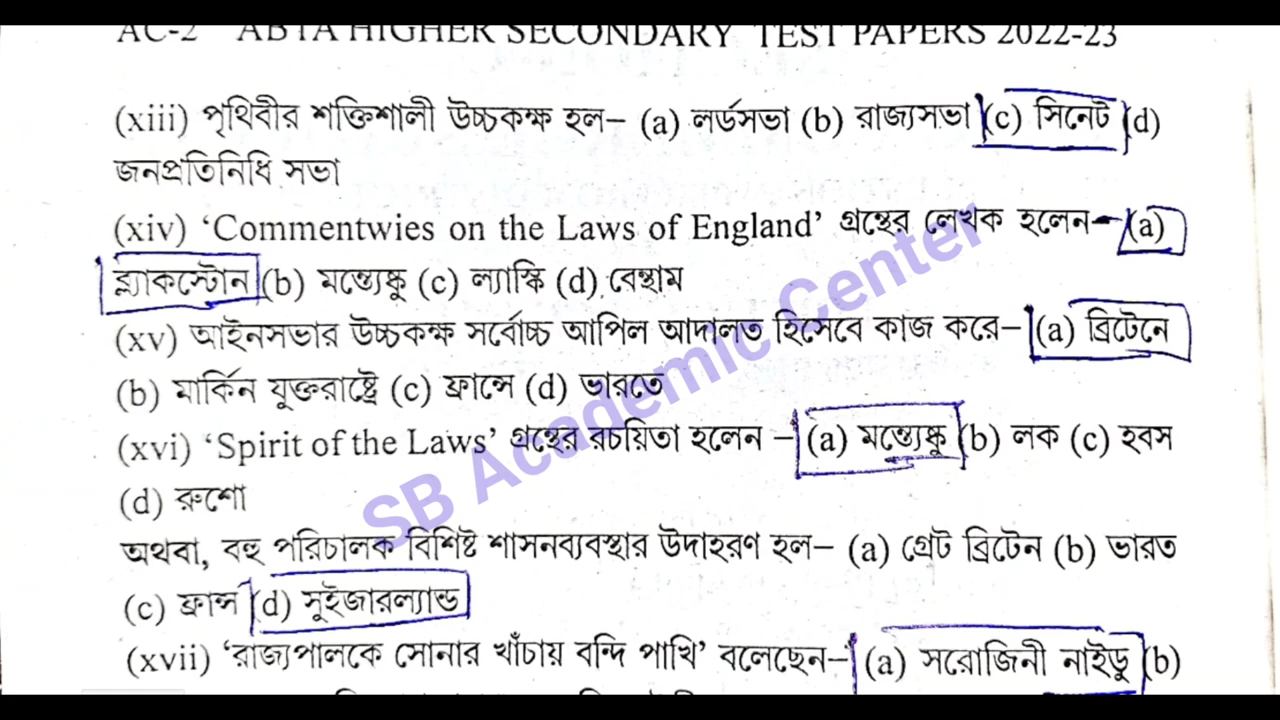 AC-2 ABTA HIGHER SECONDARY TEST PAPERS 2022-23
(xiii) পৃথিবীর শক্তিশালী উচ্চকক্ষ হল– (a) লর্ডসভা (b) রাজ্যসভা (c) সিনেট (d)
জনপ্রতিনিধি সভা
(xiv) ‘Commentwies on the Laws of England’ গ্রন্থের লেখক হলেন– (a)
ব্ল্যাকস্টোন (b) মন্তেস্কু (c) ল্যাস্কি (d) বেন্থাম
(xv) আইনসভার উচ্চকক্ষ সর্বোচ্চ আপিল আদালত হিসেবে কাজ করে– (a) ব্রিটেনে
(b) মার্কিন যুক্তরাষ্ট্রে (c) ফ্রান্সে (d) ভারতে
(xvi) ‘Spirit of the Laws’ গ্রন্থের রচয়িতা হলেন – (a) মন্ত্যেস্কু (b) লক (c) হবস
(d) রুশো
অথবা, বহু পরিচালক বিশিষ্ট শাসনব্যবস্থার উদাহরণ হল– (a) গ্রেট ব্রিটেন (b) ভারত
(c) ফ্রান্স (d) সুইজারল্যান্ড
(xvii) ‘রাজ্যপালকে সোনার খাঁচায় বন্দি পাখি’ বলেছেন– (a) সরোজিনী নাইডু (b)
SB Academic Center